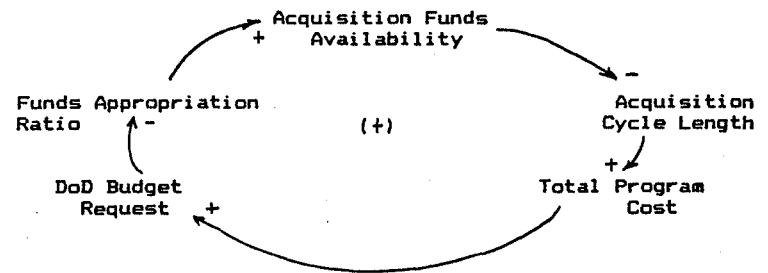 Acquisition Funds
+ Availability
+ -
Funds Appropriation
Ratio -
(+)
Acquisition
Cycle Length
+
DoD Budget
Request +
Total Program
Cost